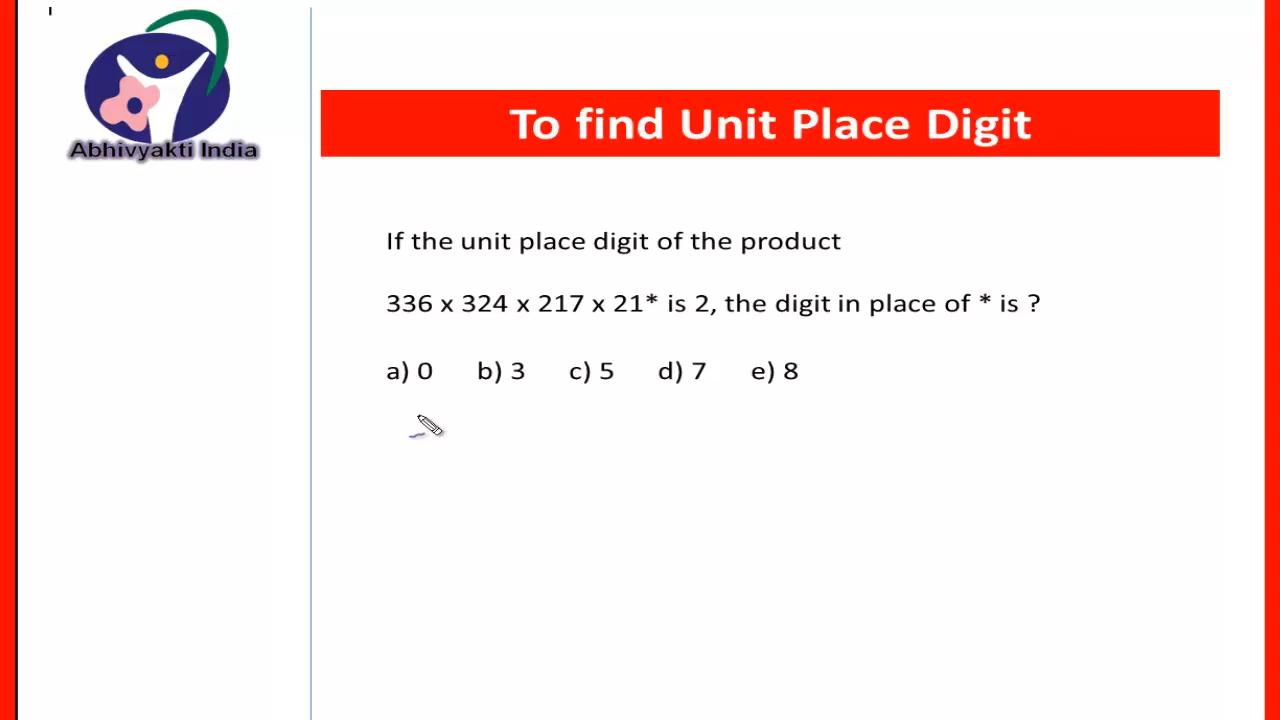 Abhivyakti India
To find Unit Place Digit
If the unit place digit of the product
336 x 324 x 217 x 21* is 2, the digit in place of * is ?
a) 0 b) 3 c) 5 d) 7 e) 8